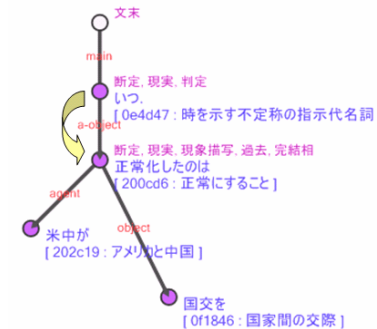 文末
main
断定, 現実, 判定
いつ,
[ 0e4d47 : 時を示す不定称の指示代名詞
a-object
断定, 現実, 現象描写, 過去, 完結相
正常化したのは
[ 200cd6 : 正常にすること ]
agent
object
米中が
[ 202c19 : アメリカと中国 ]
国交を
[ 0f1846 : 国家間の交際 ]